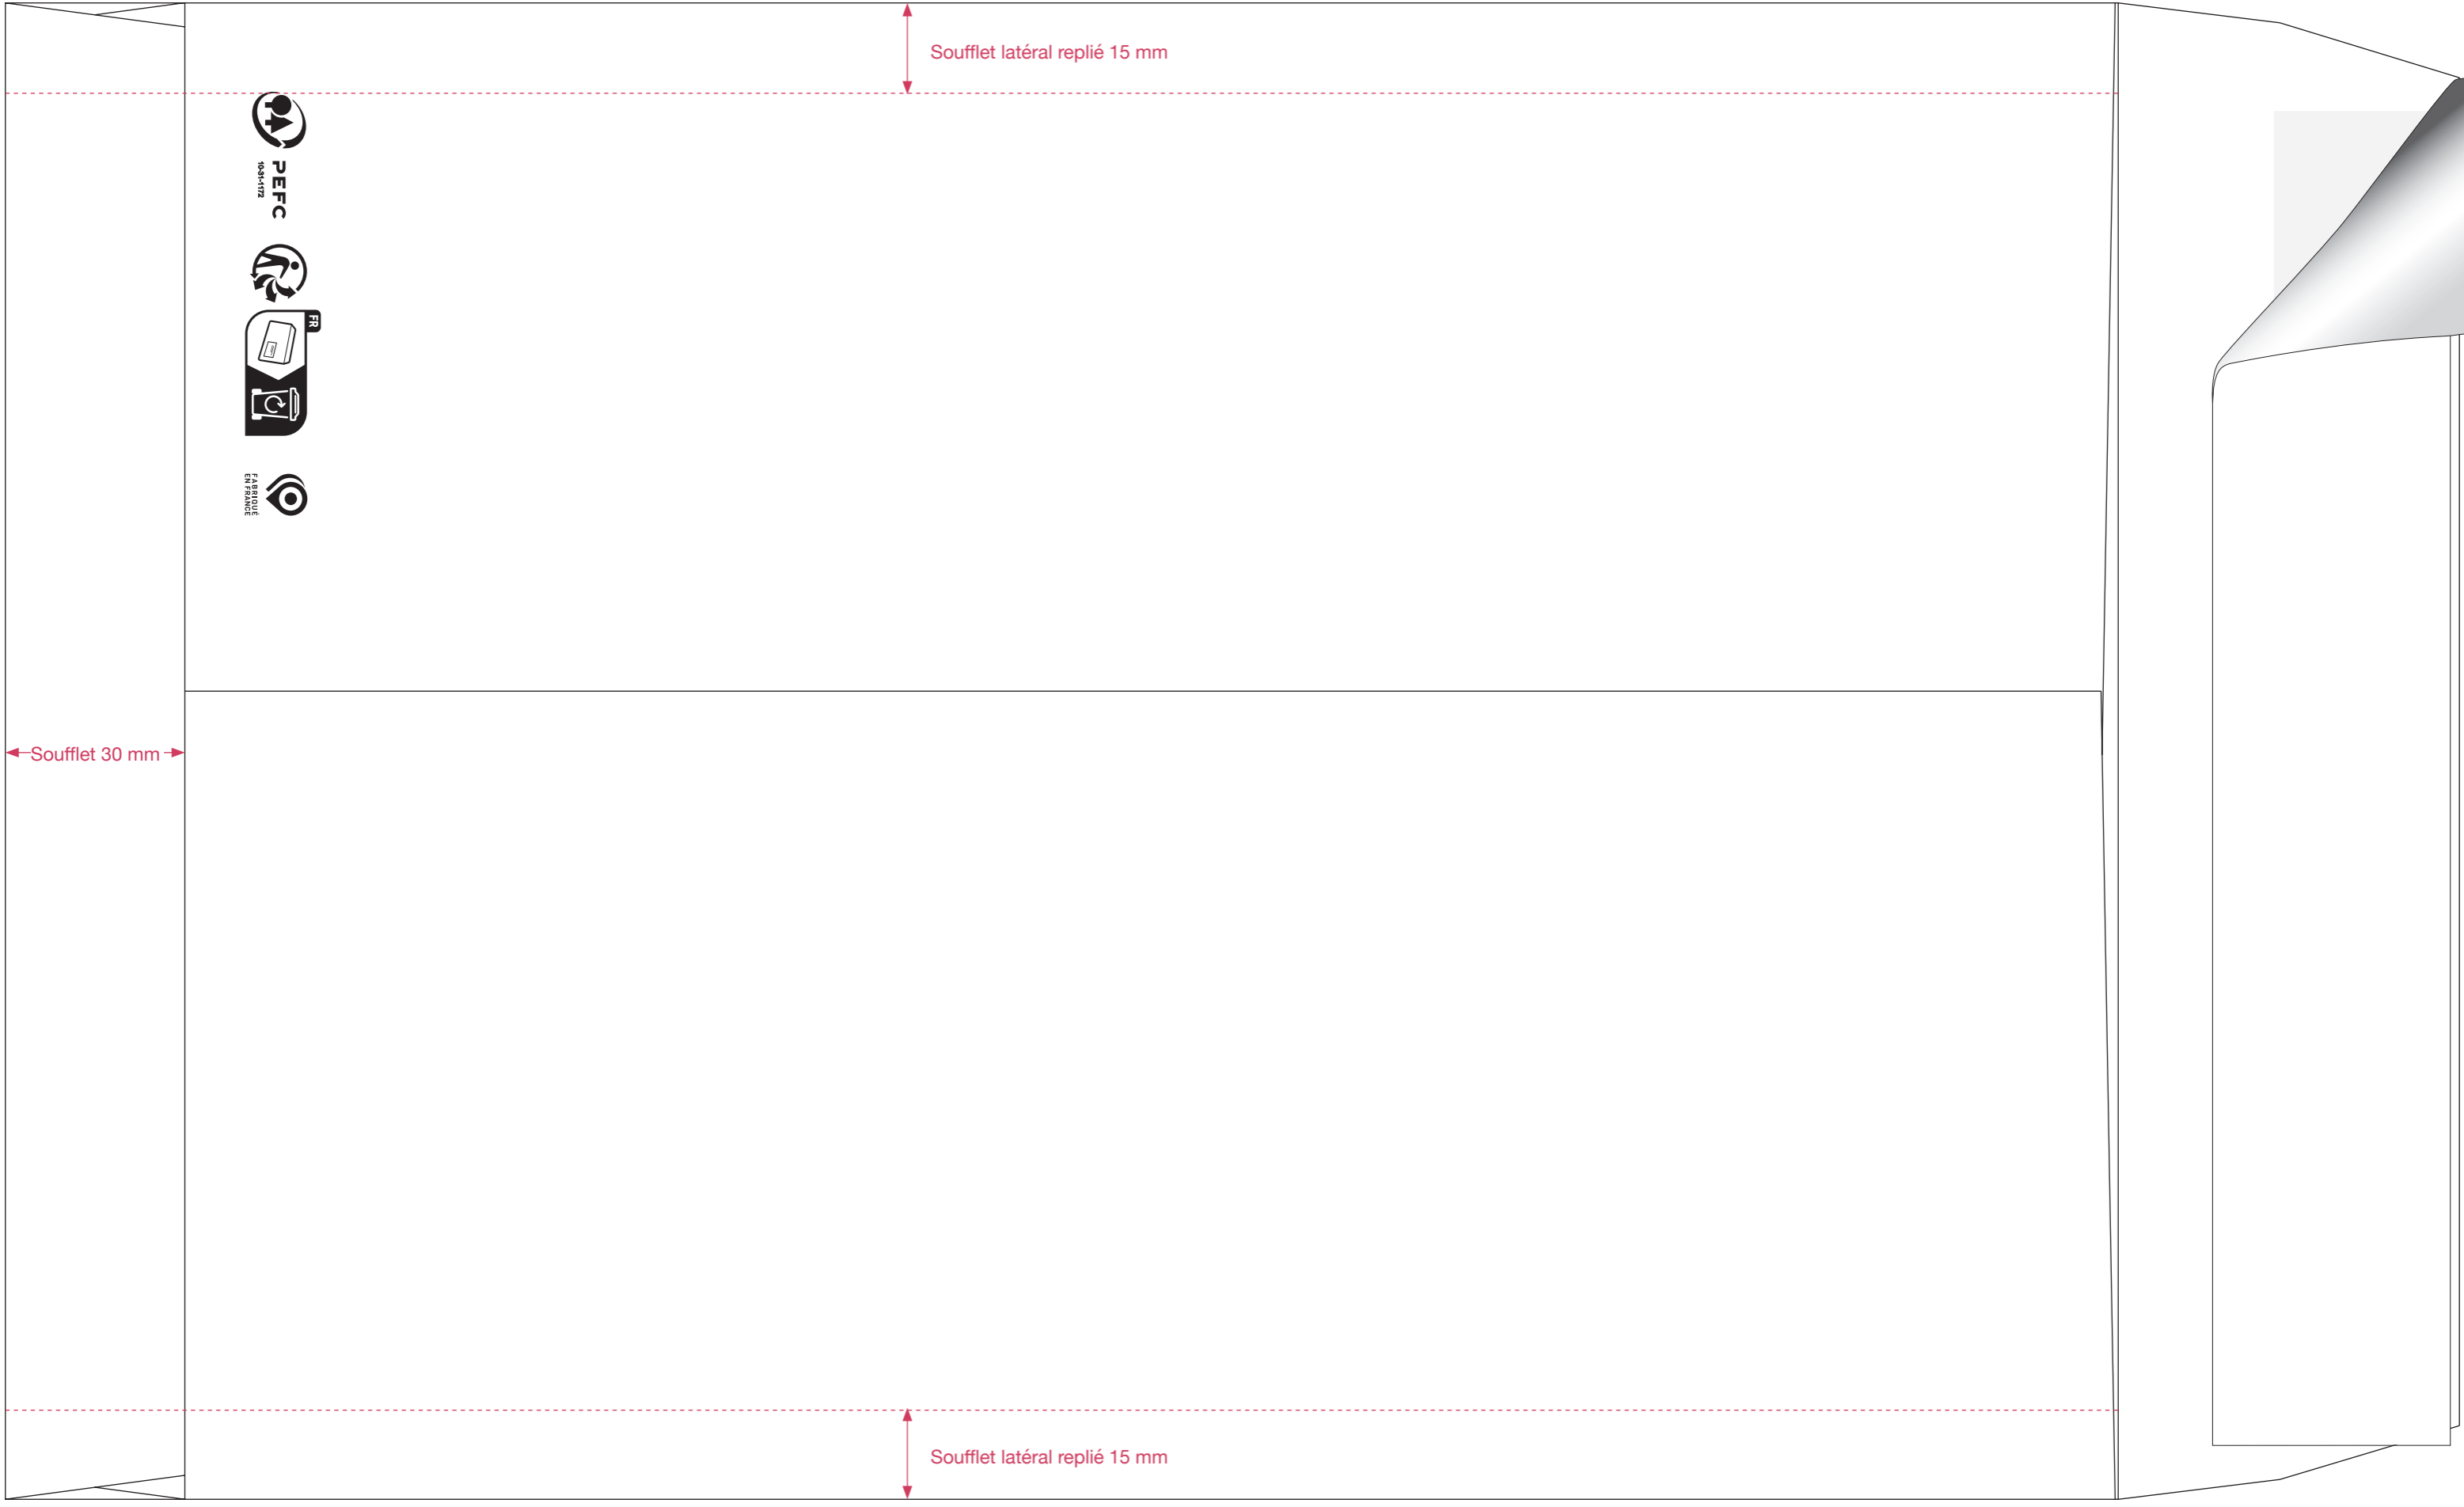 Soufflet latéral replié 15 mm
PEFC
10-31-1172
FR
FABRIQUÉ
EN FRANCE
Soufflet 30 mm
Soufflet latéral replié 15 mm